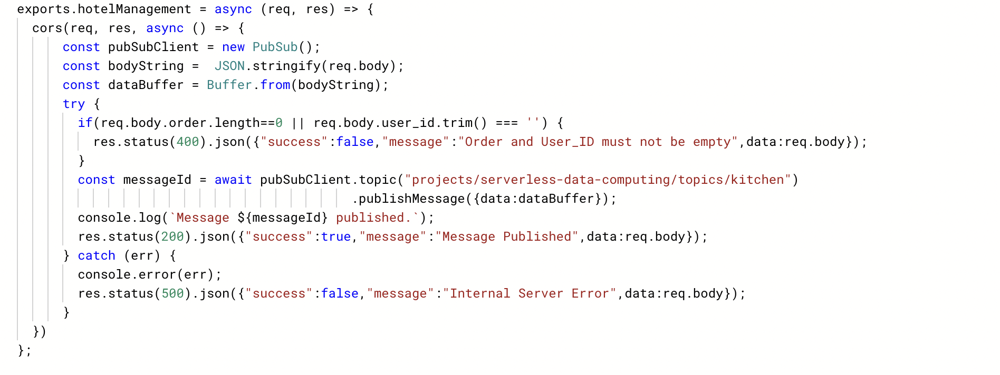 exports.hotelManagement = async (req, res) => {
  cors(req, res, async () => {
      const pubSubClient = new PubSub();
      const bodyString =  JSON.stringify(req.body);
      const dataBuffer = Buffer.from(bodyString);
      try {
        if(req.body.order.length==0 || req.body.user_id.trim() === '') {
          res.status(400).json({"success":false,"message":"Order and User_ID must not be empty",data:req.body});
        }
        const messageId = await pubSubClient.topic("projects/serverless-data-computing/topics/kitchen")
                                            .publishMessage({data:dataBuffer});
        console.log(`Message ${messageId} published.`);
        res.status(200).json({"success":true,"message":"Message Published",data:req.body});
      } catch (err) {
        console.error(err);
        res.status(500).json({"success":false,"message":"Internal Server Error",data:req.body});
      }
  })
};